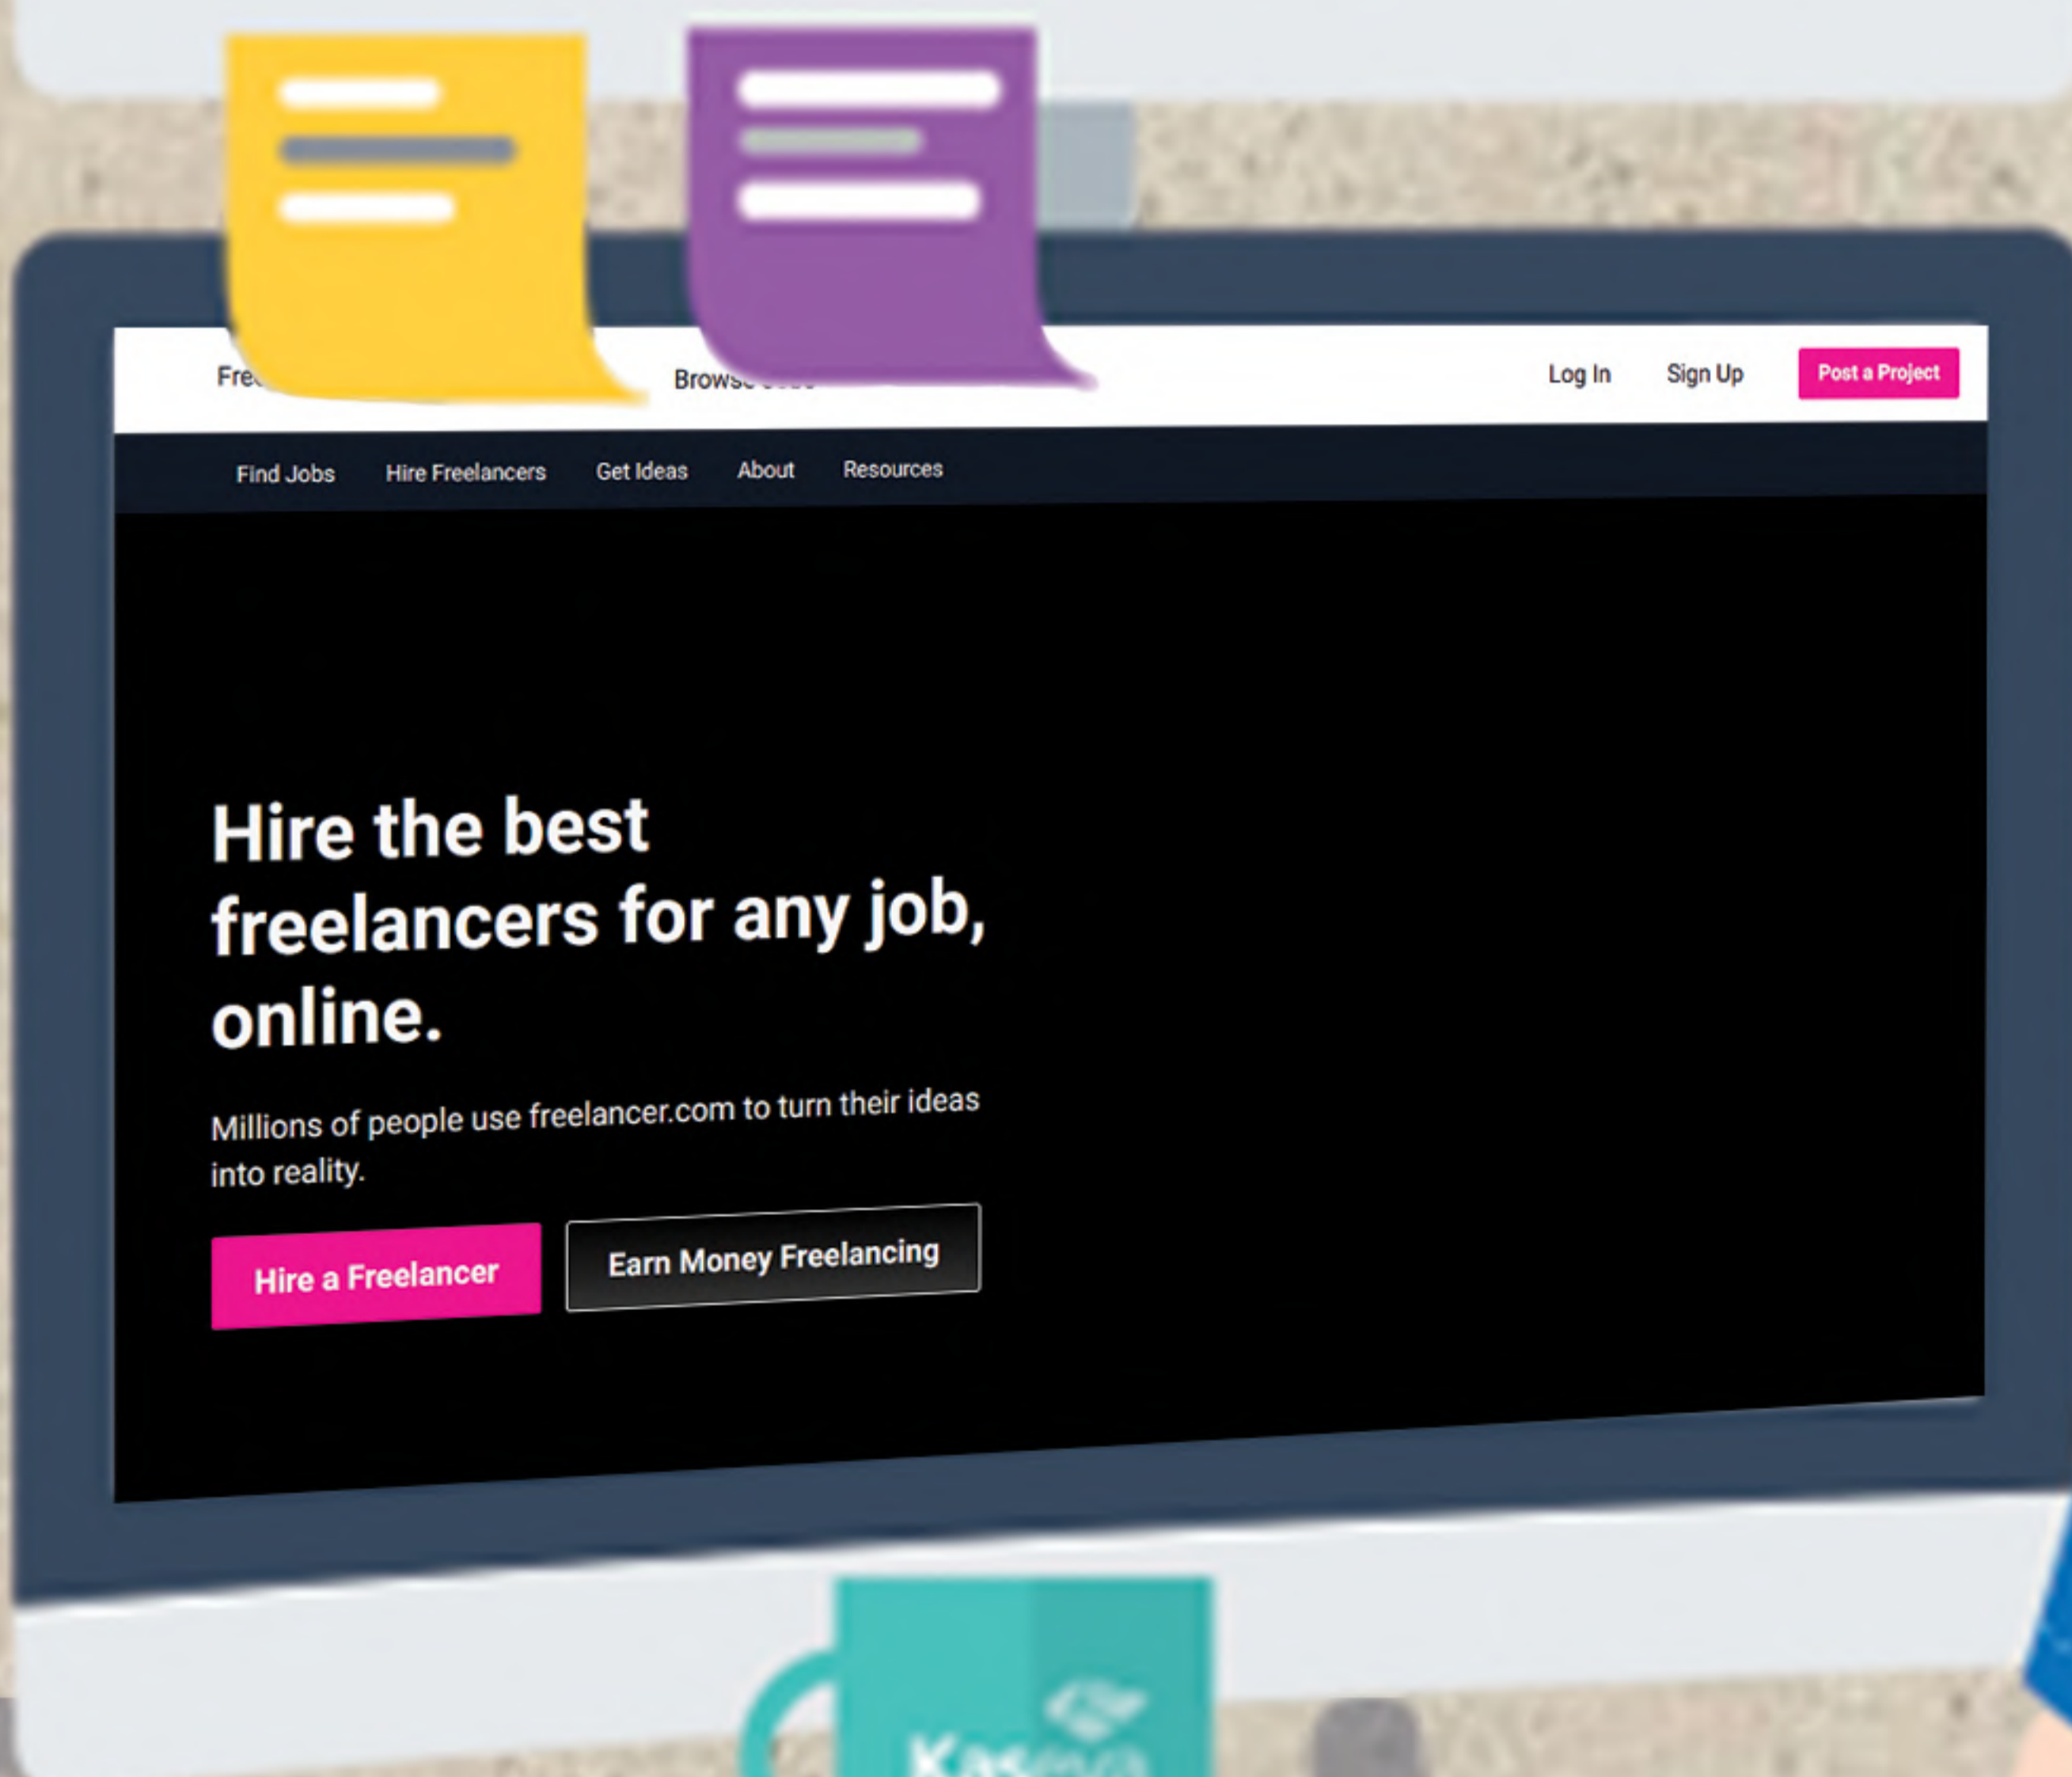 Log In
Sign Up
Post a Project
Find Jobs
Hire Freelancers
Get Ideas
About
Resources
Hire the best
freelancers for any job,
online.
Millions of people use freelancer.com to turn their ideas
into reality.
Hire a Freelancer
Earn Money Freelancing